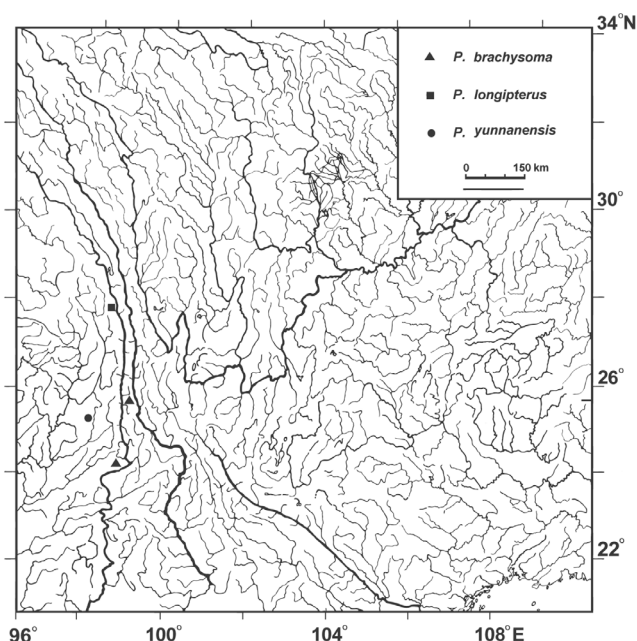 34°N
P. brachysoma
P. longipterus
P. yunnanensis
0 150 km
30°
26°
22°
96° 100° 104° 108°E